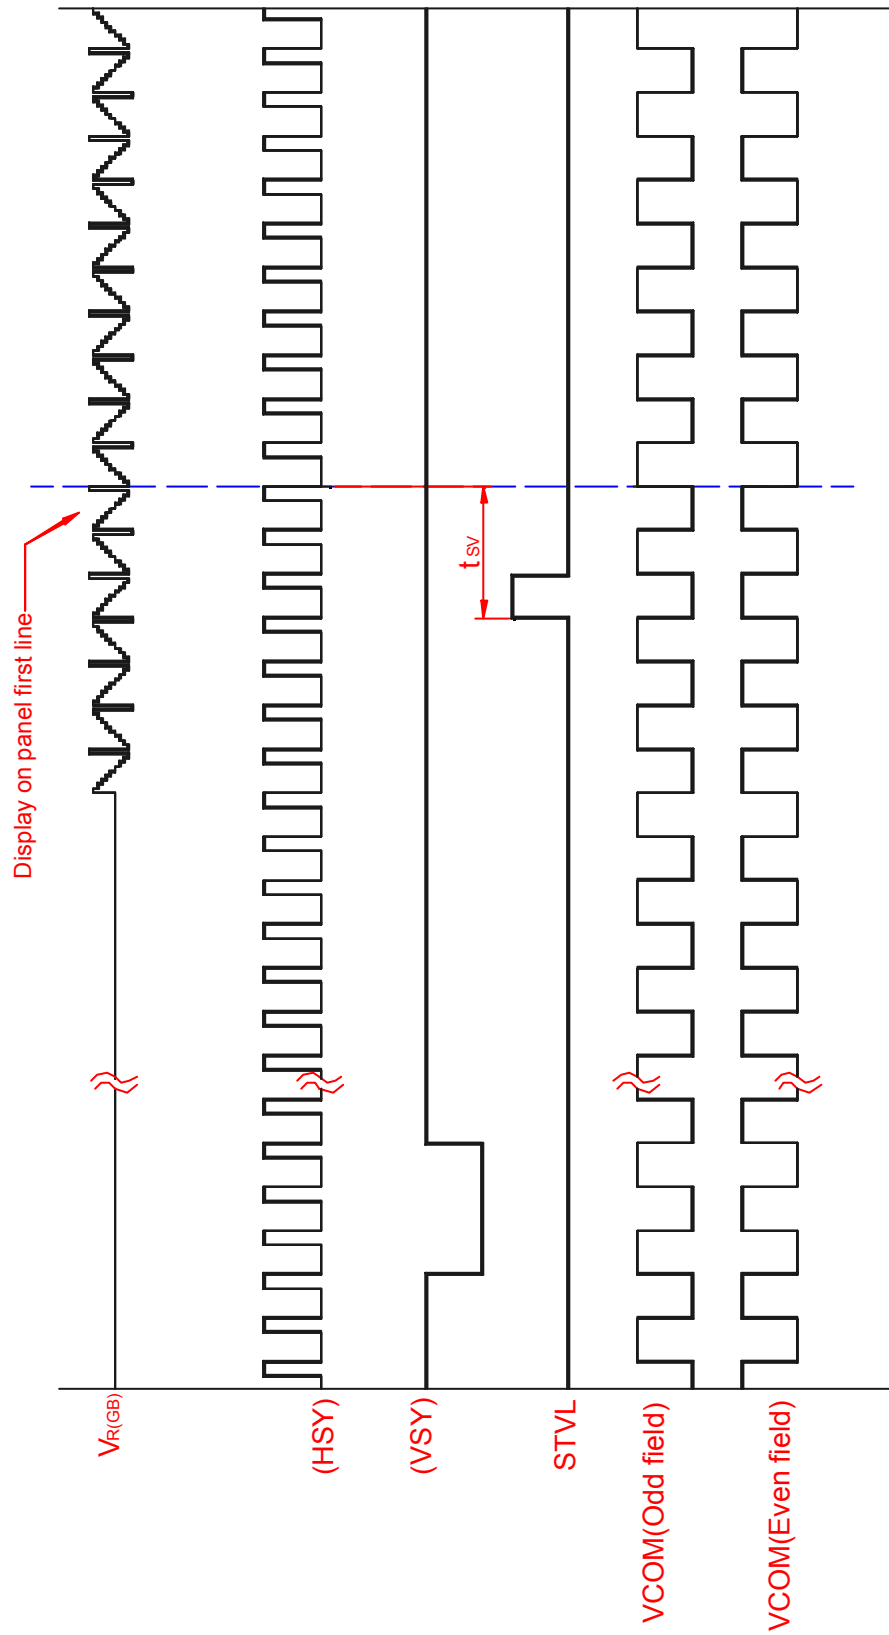 Display on panel first line
VR(GB)
(HSY)
(VSY)
tSV
STVL
VCOM(Odd field)
VCOM(Even field)